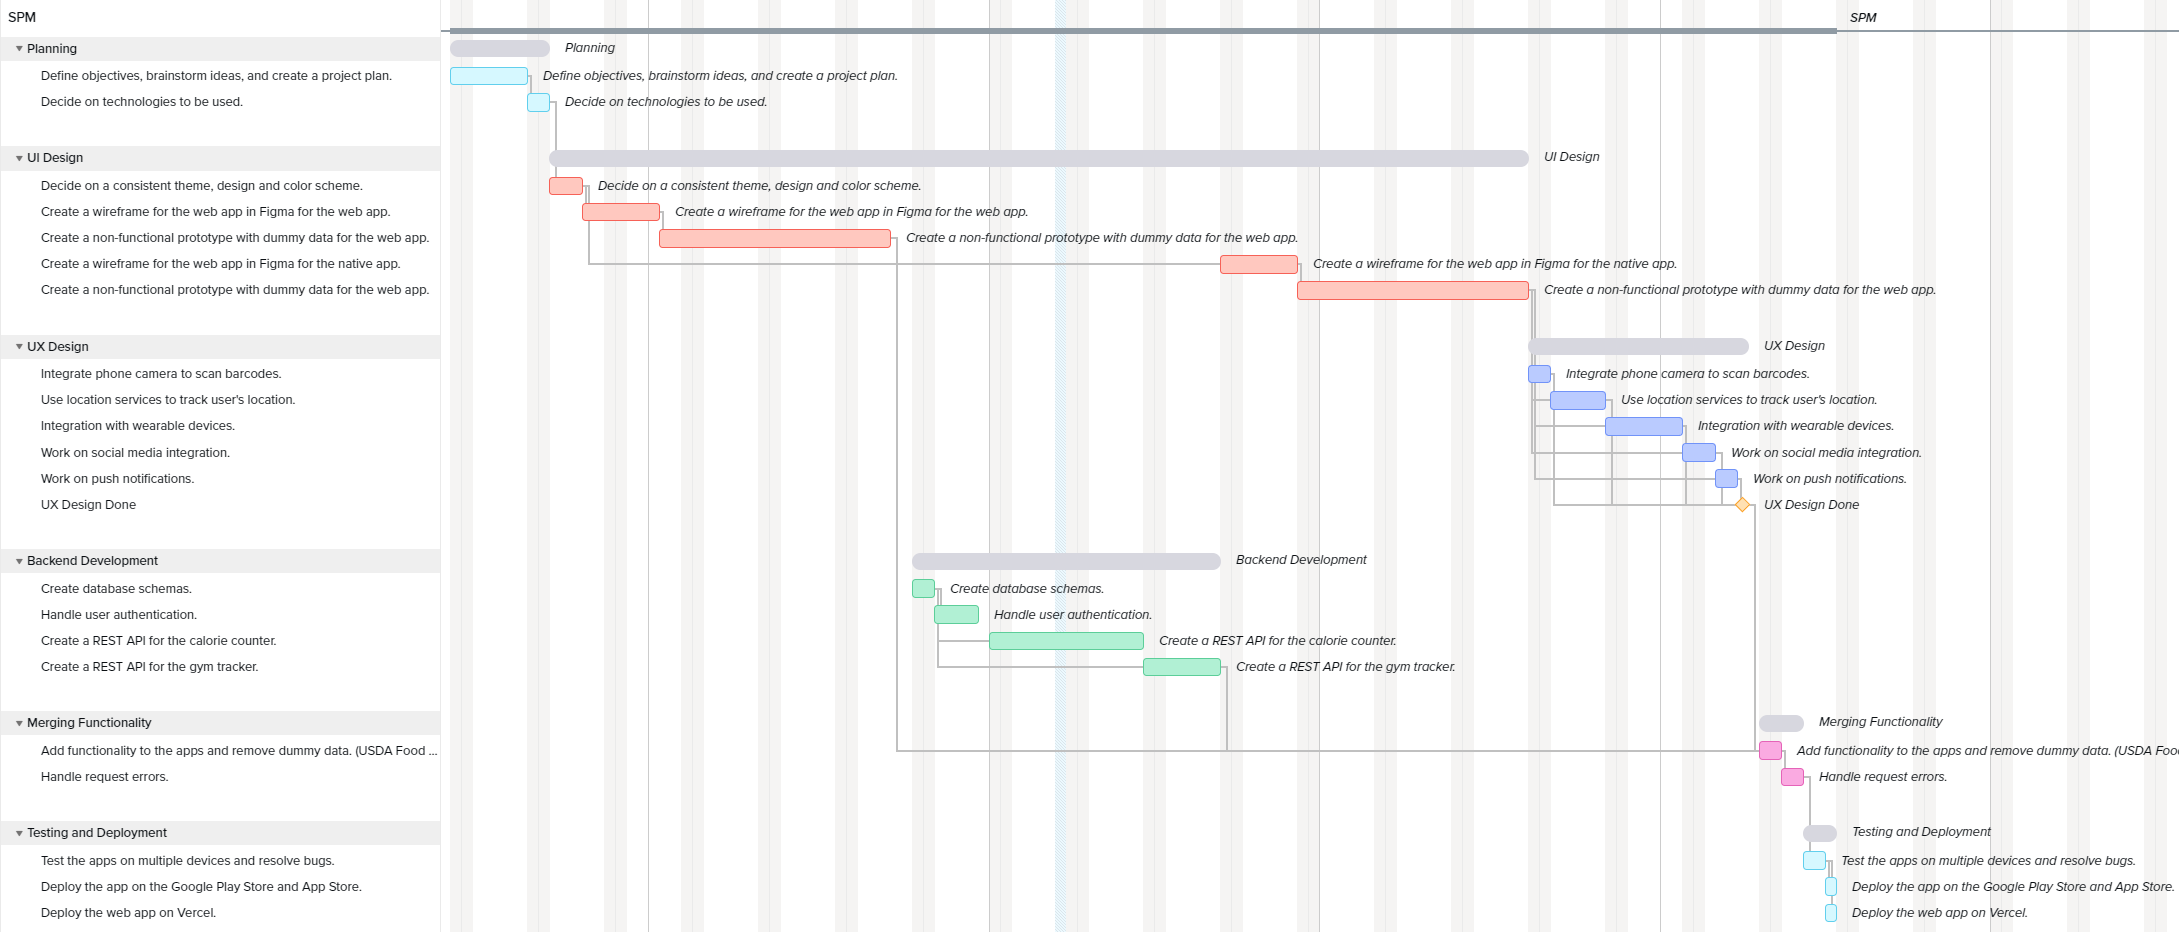 SPM
SPM
Planning
Planning
Define objectives, brainstorm ideas, and create a project plan.
Define objectives, brainstorm ideas, and create a project plan.
Decide on technologies to be used.
Decide on technologies to be used.
UI Design
UI Design
Decide on a consistent theme, design and color scheme.
Decide on a consistent theme, design and color scheme.
Create a wireframe for the web app in Figma for the web app.
Create a wireframe for the web app in Figma for the web app.
Create a non-functional prototype with dummy data for the web app.
Create a non-functional prototype with dummy data for the web app.
Create a wireframe for the web app in Figma for the native app.
Create a wireframe for the web app in Figma for the native app.
Create a non-functional prototype with dummy data for the web app.
Create a non-functional prototype with dummy data for the web app.
UX Design
UX Design
Integrate phone camera to scan barcodes.
Integrate phone camera to scan barcodes.
Use location services to track user's location.
Use location services to track user's location.
Integration with wearable devices.
Integration with wearable devices.
Work on social media integration.
Work on social media integration.
Work on push notifications.
Work on push notifications.
UX Design Done
UX Design Done
Backend Development
Backend Development
Create database schemas.
Create database schemas.
Handle user authentication.
Handle user authentication.
Create a REST API for the calorie counter.
Create a REST API for the calorie counter.
Create a REST API for the gym tracker.
Create a REST API for the gym tracker.
Merging Functionality
Merging Functionality
Add functionality to the apps and remove dummy data. (USDA Food ...
Add functionality to the apps and remove dummy data. (USDA Foo
Handle request errors.
Handle request errors.
Testing and Deployment
Testing and Deployment
Test the apps on multiple devices and resolve bugs.
Test the apps on multiple devices and resolve bugs.
Deploy the app on the Google Play Store and App Store.
Deploy the app on the Google Play Store and App Store.
Deploy the web app on Vercel.
Deploy the web app on Vercel.